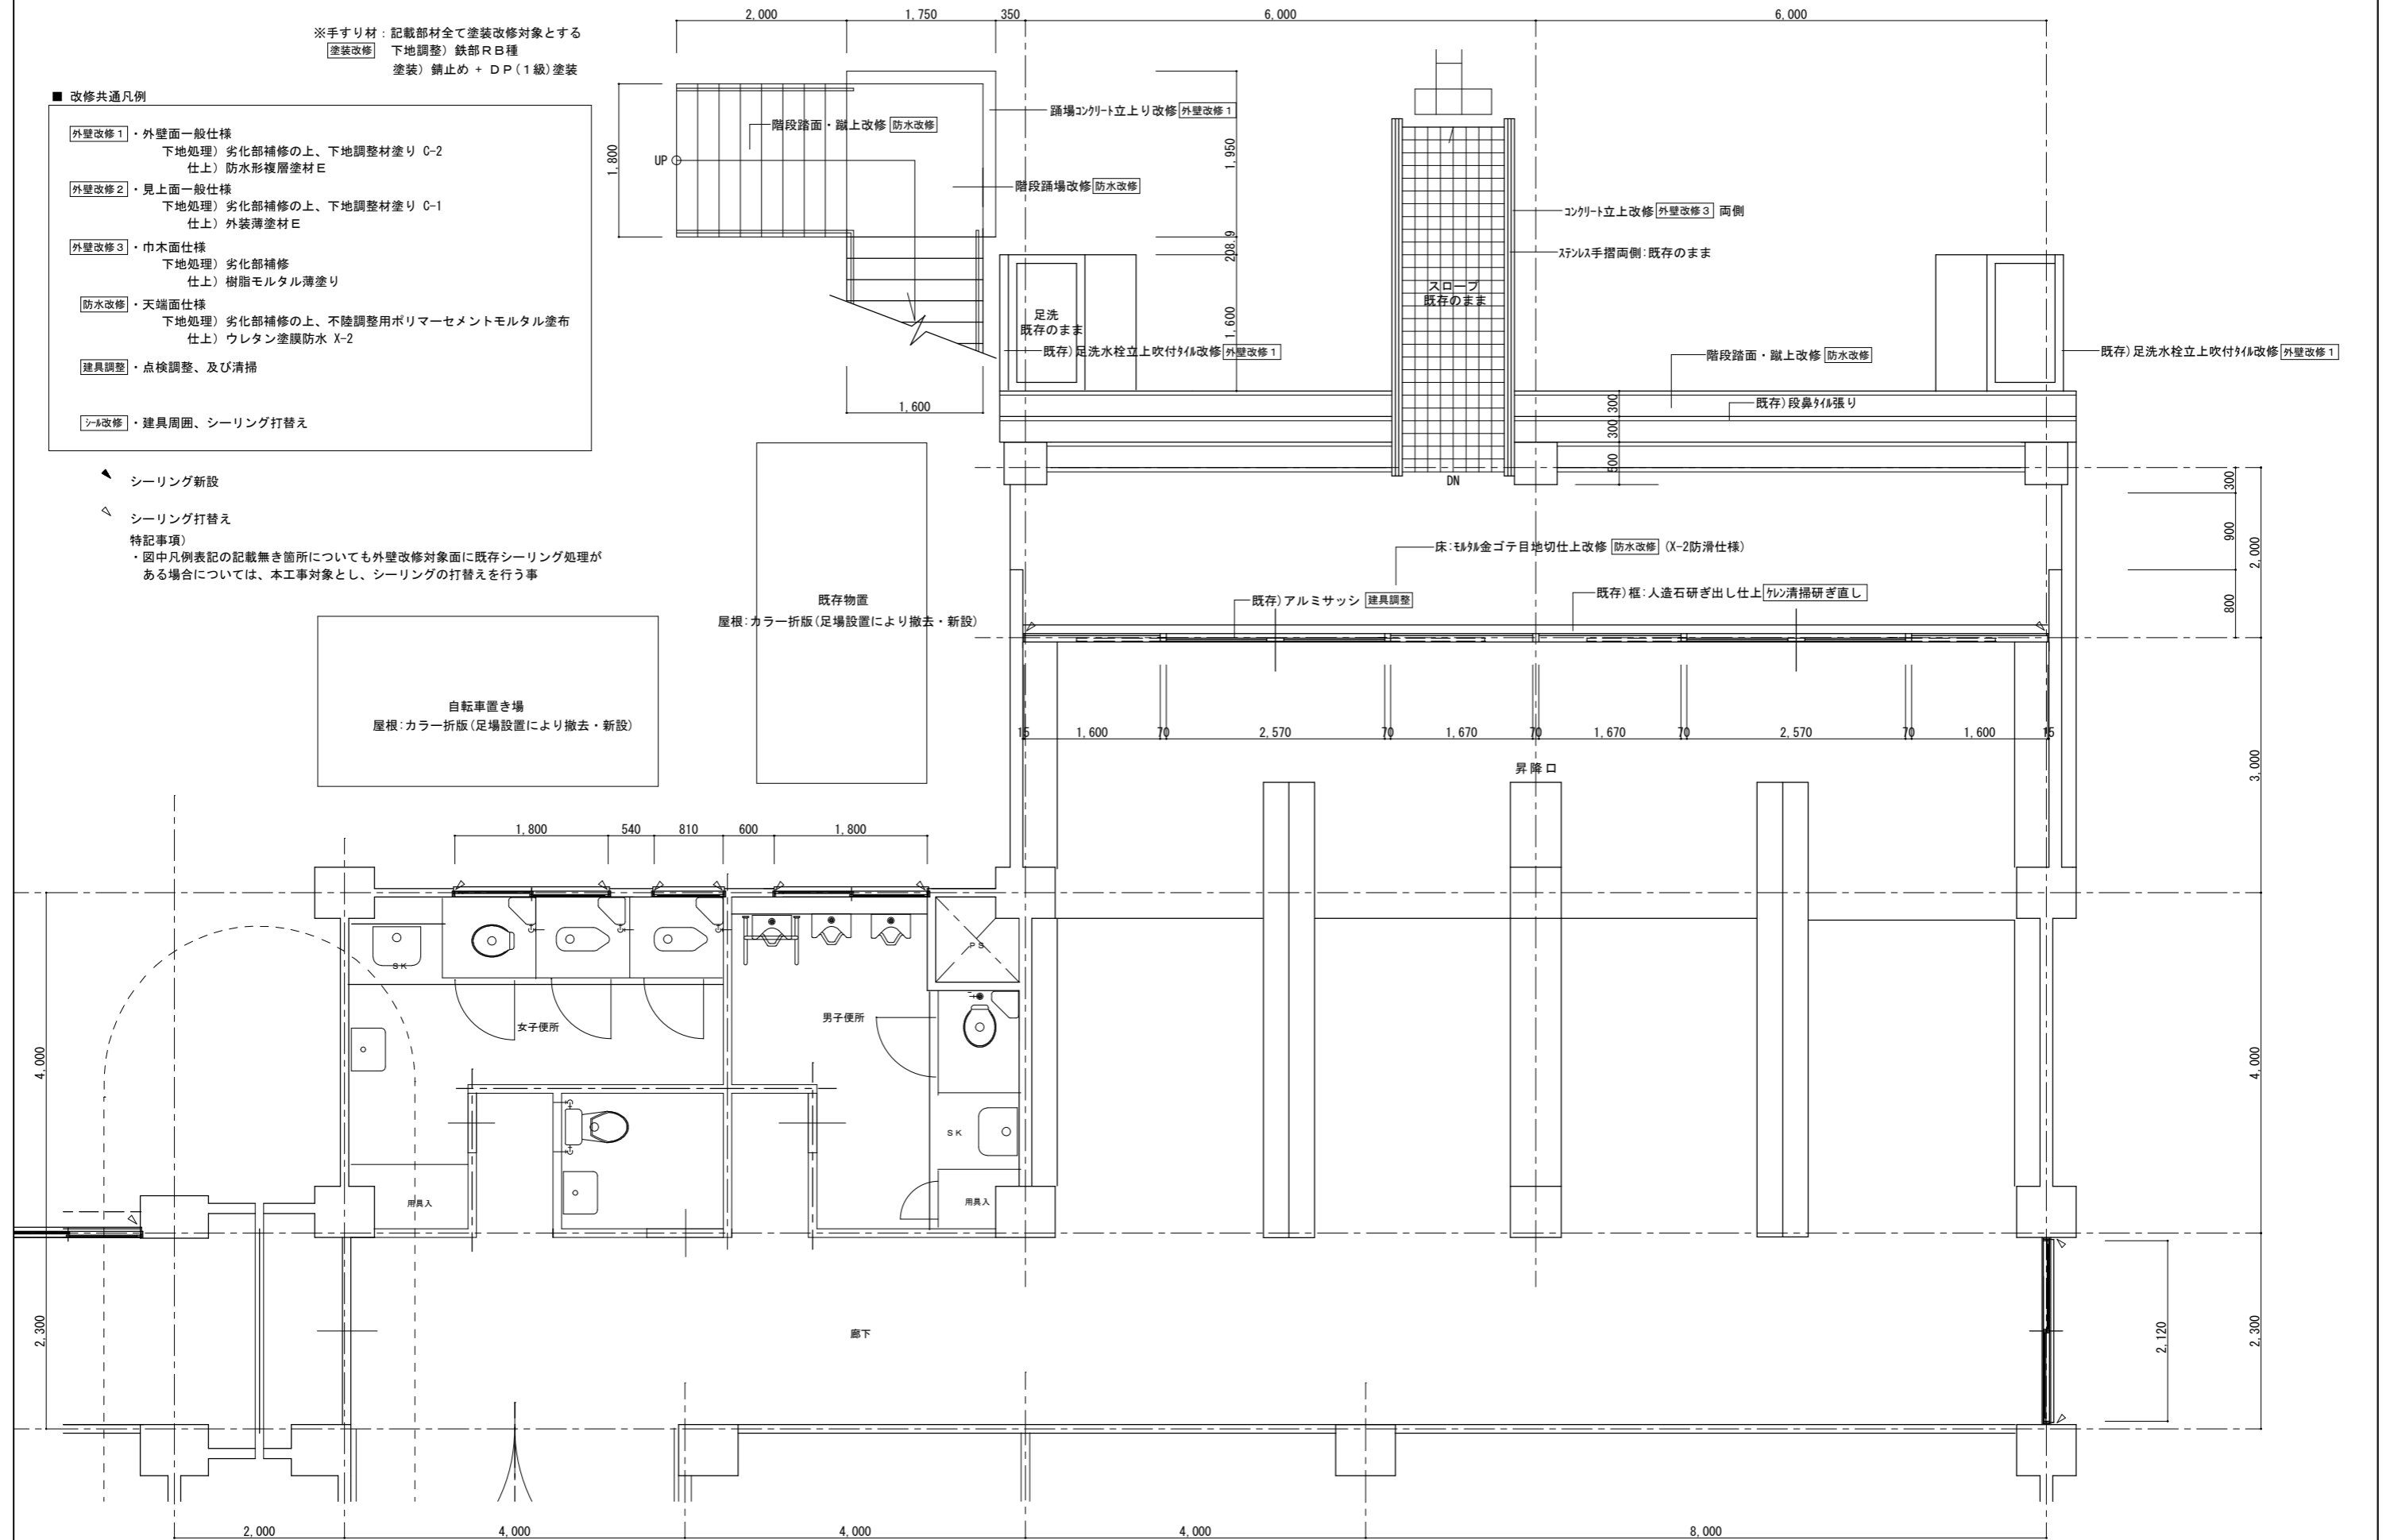 2,000
1,750
350
6,000
6,000
※手すり材：記載部材全て塗装改修対象とする
塗装改修 下地調整）鉄部ＲＢ種
塗装）錆止め + ＤＰ(１級)塗装
■ 改修共通凡例
外壁改修１・外壁面一般仕様
下地処理）劣化部補修の上、下地調整材塗り C-2
仕上）防水形複層塗材Ｅ
外壁改修２・見上面一般仕様
下地処理）劣化部補修の上、下地調整材塗り C-1
仕上）外装薄塗材Ｅ
外壁改修３・巾木面仕様
下地処理）劣化部補修
仕上）樹脂モルタル薄塗り
防水改修・天端面仕様
下地処理）劣化部補修の上、不陸調整用ポリマーセメントモルタル塗布
仕上）ウレタン塗膜防水 X-2
建具調整・点検調整、及び清掃
ｼｰﾙ改修・建具周囲、シーリング打替え
シーリング新設
シーリング打替え
特記事項）
・図中凡例表記の記載無き箇所についても外壁改修対象面に既存シーリング処理が
ある場合については、本工事対象とし、シーリングの打替えを行う事
階段踏面・蹴上改修 防水改修
踊場ｺﾝｸﾘｰﾄ立上り改修 外壁改修１
1,800
UP
階段踊場改修 防水改修
1,950
208.9
1,600
1,600
足洗
既存のまま
既存）足洗水栓立上吹付ﾀｲﾙ改修 外壁改修１
スロープ
既存のまま
ｺﾝｸﾘｰﾄ立上改修 外壁改修３ 両側
ｽﾃﾝﾚｽ手摺両側:既存のまま
階段踏面・蹴上改修 防水改修
既存）足洗水栓立上吹付ﾀｲﾙ改修 外壁改修１
既存）段鼻ﾀｲﾙ張り
300
300
500
DN
300
900
800
2,000
3,000
4,000
2,300
2,120
床:ﾓﾙﾀﾙ金ゴテ目地切仕上改修 防水改修 (X-2防滑仕様)
既存）アルミサッシ 建具調整
既存）框:人造石研ぎ出し仕上 ｹﾚﾝ清掃研ぎ直し
既存物置
屋根:カラー折版(足場設置により撤去・新設)
自転車置き場
屋根:カラー折版(足場設置により撤去・新設)
15
1,600
70
2,570
70
1,670
70
1,670
70
2,570
70
1,600
15
昇降口
1,800
540
810
600
1,800
ＳＫ
ＰＳ
女子便所
男子便所
ＳＫ
用具入
用具入
4,000
2,300
廊下
2,000
4,000
4,000
4,000
8,000